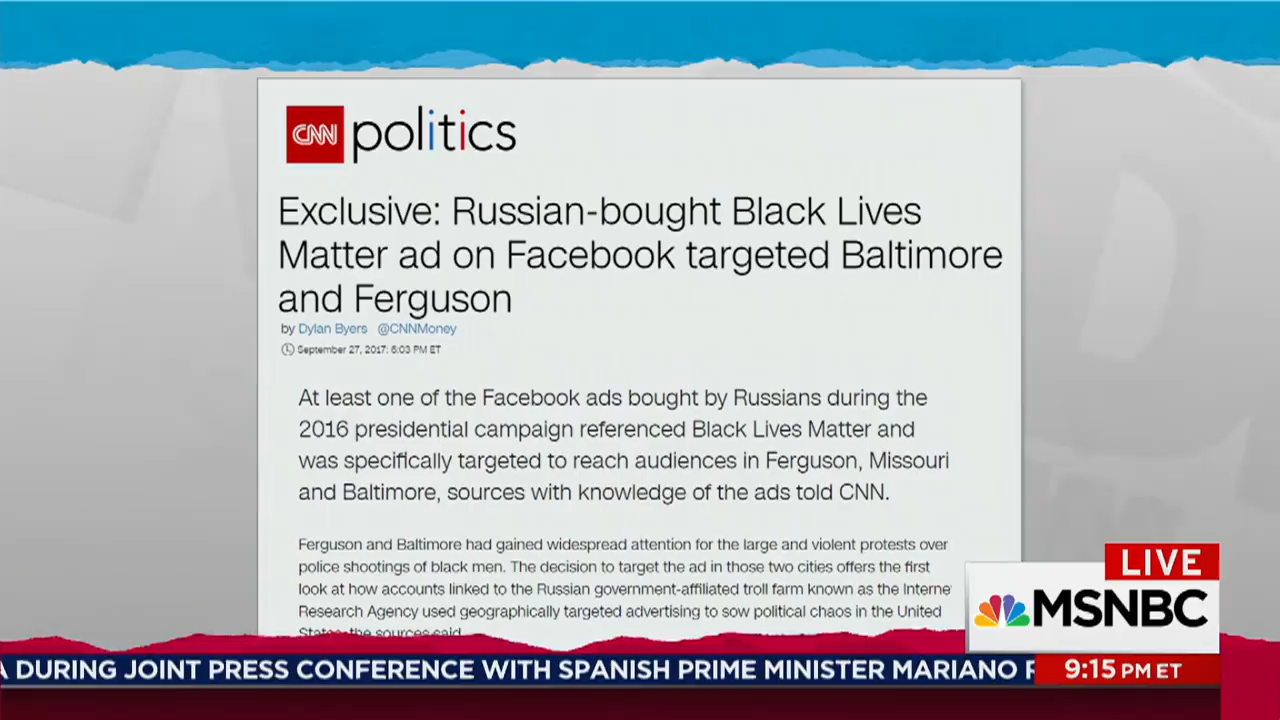 CNN politics
Exclusive: Russian-bought Black Lives
Matter ad on Facebook targeted Baltimore
and Ferguson
by Dylan Byers @CNNMoney
September 27, 2017: 6:03 PM ET
At least one of the Facebook ads bought by Russians during the
2016 presidential campaign referenced Black Lives Matter and
was specifically targeted to reach audiences in Ferguson, Missouri
and Baltimore, sources with knowledge of the ads told CNN.
Ferguson and Baltimore had gained widespread attention for the large and violent protests over
police shootings of black men. The decision to target the ad in those two cities offers the first
look at how accounts linked to the Russian government-affiliated troll farm known as the Interne
Research Agency used geographically targeted advertising to sow political chaos in the United
States, the sources said.
LIVE
MSNBC
A DURING JOINT PRESS CONFERENCE WITH SPANISH PRIME MINISTER MARIANO R
9:15 PM ET